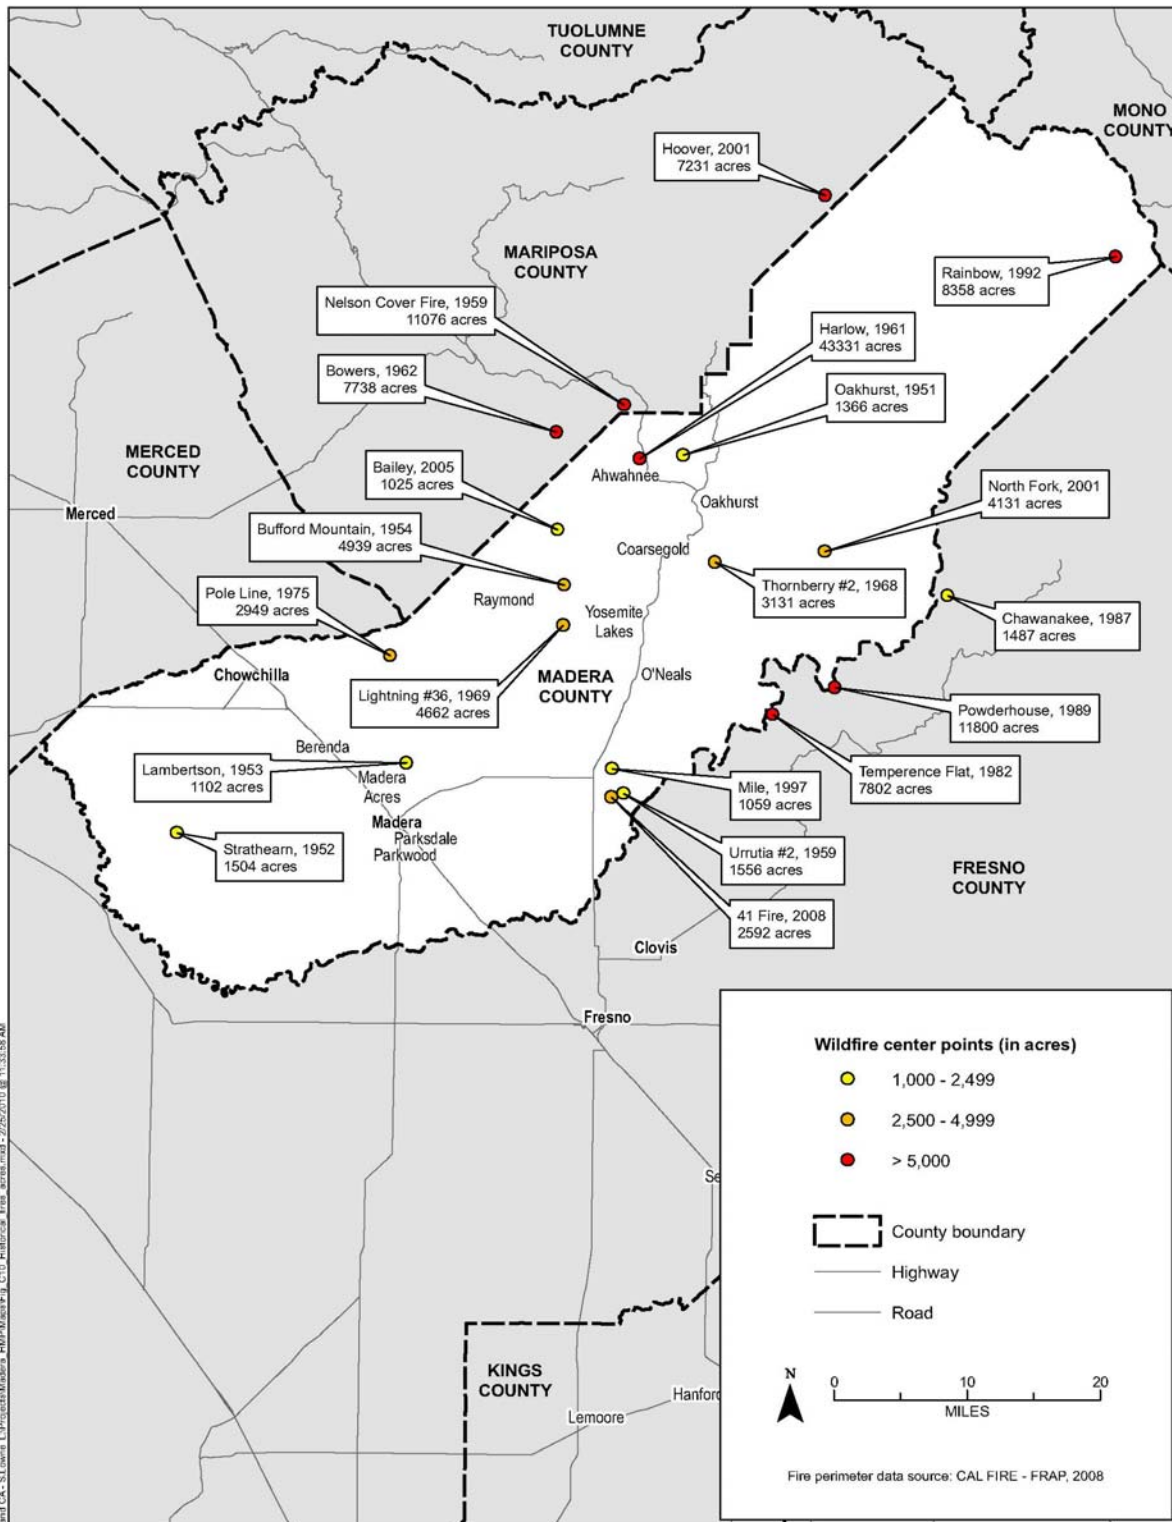 TUOLUMNE
COUNTY
MONO
COUNTY
Hoover, 2001
7231 acres
MARIPOSA
COUNTY
Rainbow, 1992
8358 acres
Nelson Cover Fire, 1959
11076 acres
Harlow, 1961
43331 acres
Bowers, 1962
7738 acres
Oakhurst, 1951
1366 acres
MERCED
COUNTY
Bailey, 2005
1025 acres
Ahwahnee
Oakhurst
North Fork, 2001
4131 acres
Merced
Bufford Mountain, 1954
4939 acres
Coarsegold
Thornberry #2, 1968
3131 acres
Pole Line, 1975
2949 acres
Raymond
Yosemite
Lakes
Chawanakee, 1987
1487 acres
Chowchilla
MADERA
COUNTY
O'Neals
Lightning #36, 1969
4662 acres
Powderhouse, 1989
11800 acres
Berenda
Lambertson, 1953
1102 acres
Madera
Acres
Mile, 1997
1059 acres
Temperence Flat, 1982
7802 acres
Madera
Parksdale
Parkwood
Strathearn, 1952
1504 acres
Urrutia #2, 1959
1556 acres
FRESNO
COUNTY
41 Fire, 2008
2592 acres
Clovis
Fresno
Wildfire center points (in acres)
1,000 - 2,499
2,500 - 4,999
> 5,000
Se
County boundary
Highway
Road
KINGS
COUNTY
Hanford
Lemoore
N
0 10 20
MILES
Fire perimeter data source: CAL FIRE - FRAP, 2008